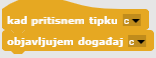 kad pritisnem tipku c
objavljujem događaj c